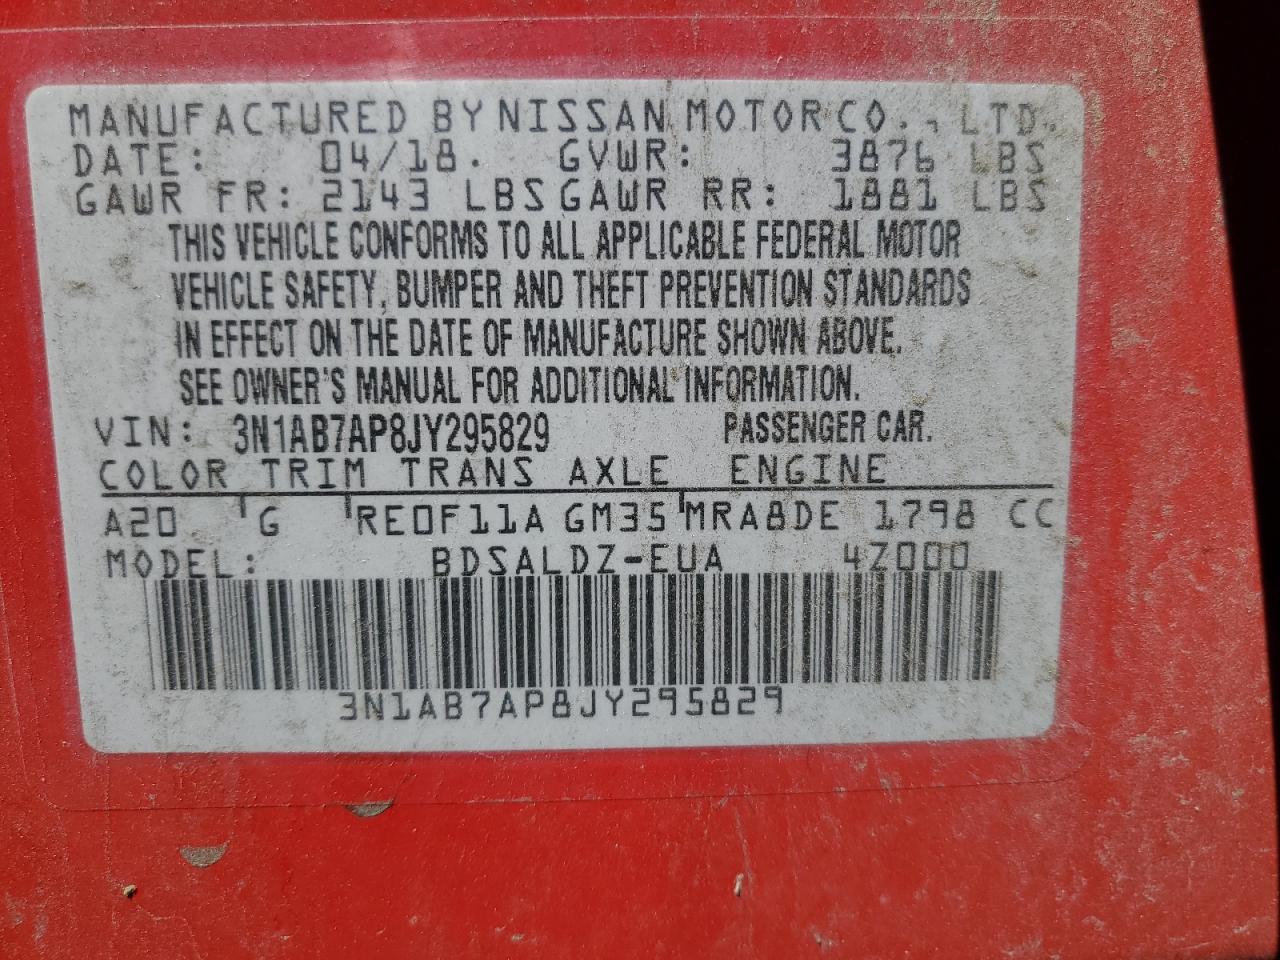 MANUFACTURED BY NISSAN MOTOR CO., LTD.
DATE: 04/18. GVWR: 3876 LBS
GAWR FR: 2143 LBS GAWR RR: 1881 LBS
THIS VEHICLE CONFORMS TO ALL APPLICABLE FEDERAL MOTOR
VEHICLE SAFETY, BUMPER AND THEFT PREVENTION STANDARDS
IN EFFECT ON THE DATE OF MANUFACTURE SHOWN ABOVE.
SEE OWNER'S MANUAL FOR ADDITIONAL INFORMATION.
VIN: 3N1AB7AP8JY295829 PASSENGER CAR.
COLOR TRIM TRANS AXLE ENGINE
A20 G RE0F11A GM35 MRA8DE 1798 CC
MODEL: BDSALDZ-EUA 4Z000
3N1AB7AP8JY295829